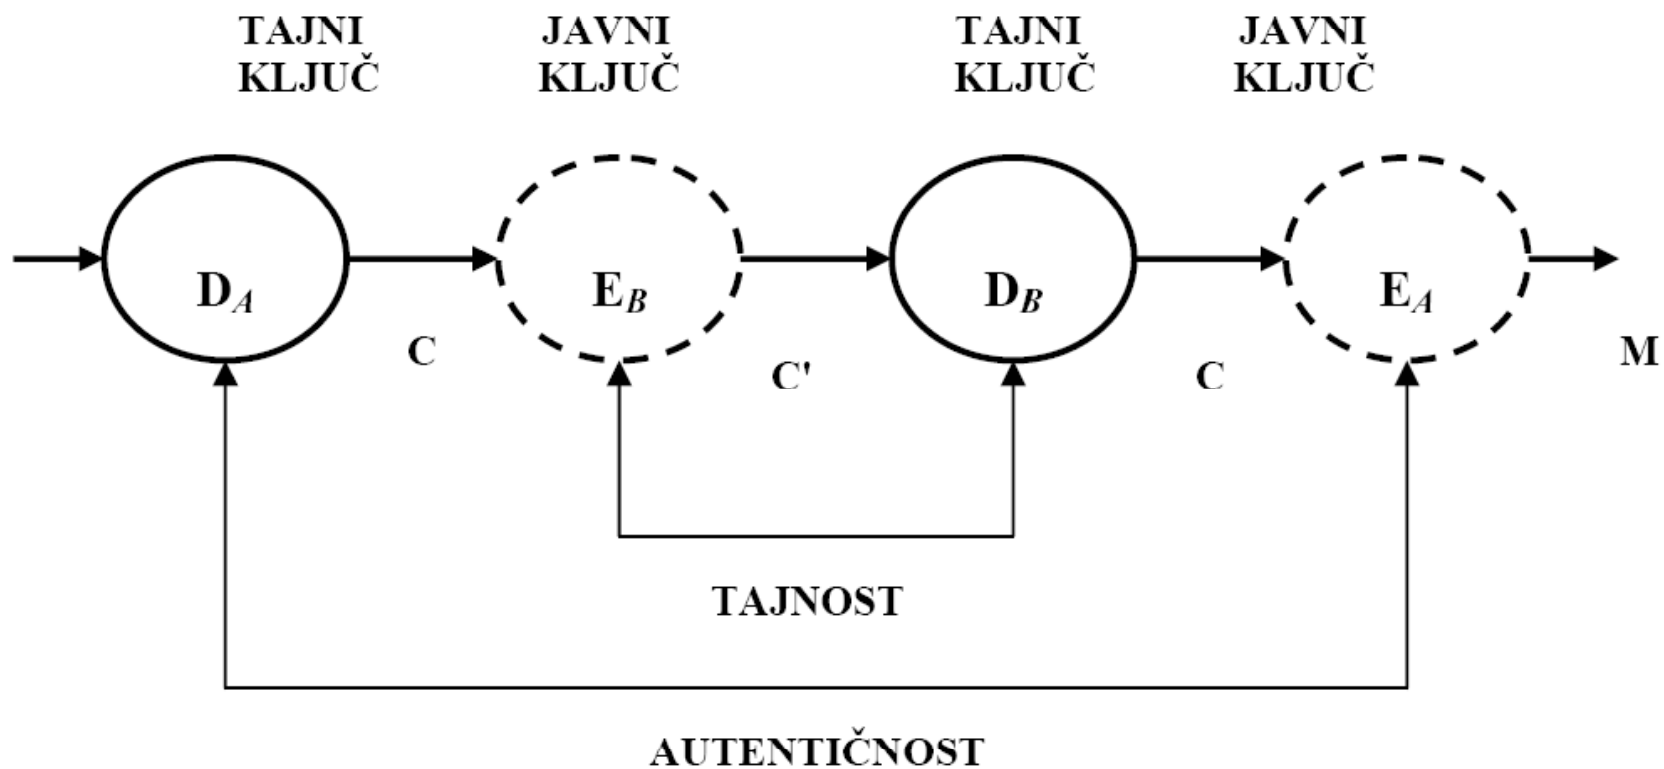 TAJNI
KLJUČ
JAVNI
KLJUČ
TAJNI
KLJUČ
JAVNI
KLJUČ
DA
EB
DB
EA
C
C'
C
M
TAJNOST
AUTENTIČNOST